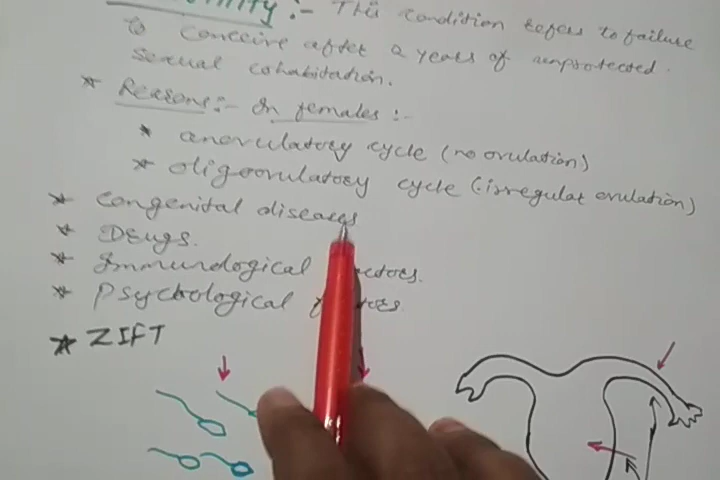 :- This condition refers to failure
to conceive after 2 years of unprotected
sexual cohabitation.
* Reasons:- In females:-
* anovulatory cycle (no ovulation)
* oligoovulatory cycle (irregular ovulation)
* Congenital diseases
* Drugs.
* Immunological
* Psychological
* ZIFT